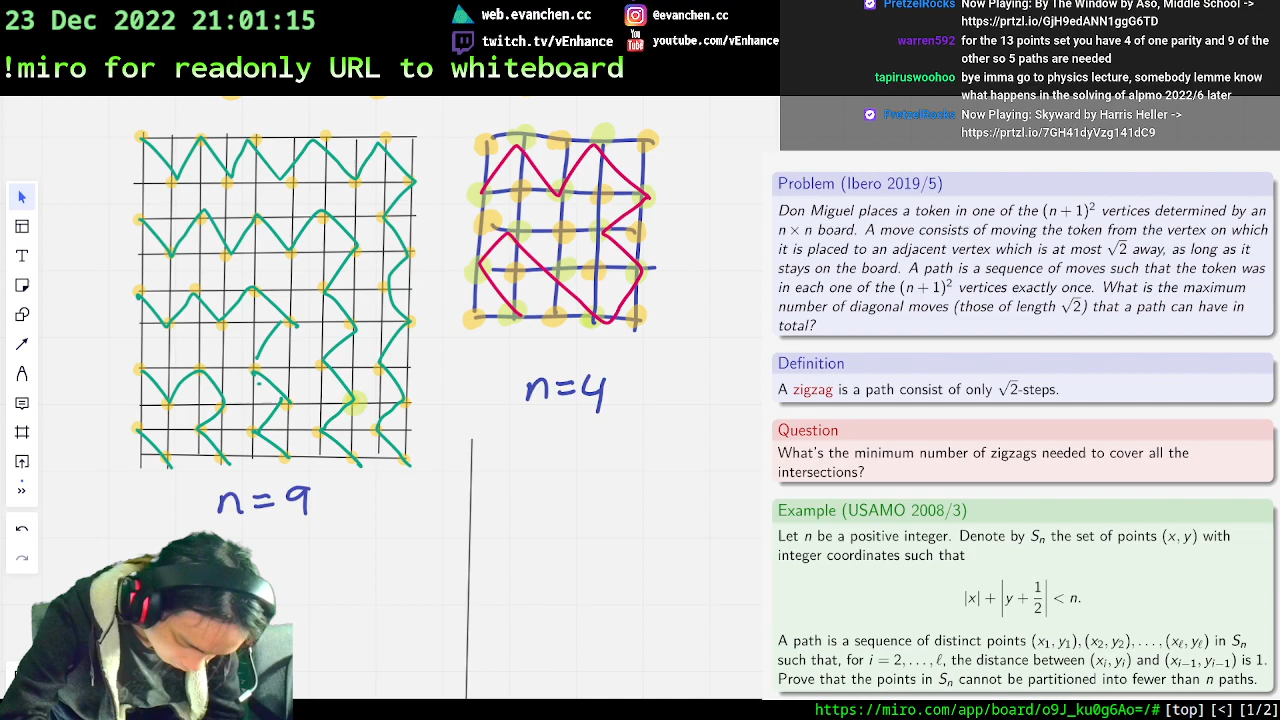 23 Dec 2022 21:01:15
!miro for readonly URL to whiteboard
web.evanchen.cc
@evanchen.cc
twitch.tv/vEnhance
youtube.com/vEnhance
PretzelRocks Now Playing: By The Window by Aso, Middle School ->
https://prtzl.io/GjH9edANN1ggG6TD
warren592 for the 13 points set you have 4 of one parity and 9 of the
other so 5 paths are needed
tapiruswoohoo bye imma go to physics lecture, somebody lemme know
what happens in the solving of alpmo 2022/6 later
PretzelRocks Now Playing: Skyward by Harris Heller ->
https://prtzl.io/7GH41dyVzgr141dC9
n=9
n=4
Problem (Ibero 2019/5)
Don Miguel places a token in one of the (n + 1)² vertices determined by an
n × n board. A move consists of moving the token from the vertex on which
it is placed to an adjacent vertex which is at most √2 away, as long as it
stays on the board. A path is a sequence of moves such that the token was
in each one of the (n + 1)² vertices exactly once. What is the maximum
number of diagonal moves (those of length √2) that a path can have in
total?
Definition
A zigzag is a path consist of only √2-steps.
Question
What's the minimum number of zigzags needed to cover all the
intersections?
Example (USAMO 2008/3)
Let n be a positive integer. Denote by Sₙ the set of points (x, y) with
integer coordinates such that
|x| + |y + 1/2| < n.
A path is a sequence of distinct points (x₁, y₁), (x₂, y₂), . . . , (xℓ, yℓ) in Sₙ
such that, for i = 2, . . . , ℓ, the distance between (xᵢ, yᵢ) and (xᵢ₋₁, yᵢ₋₁) is 1.
Prove that the points in Sₙ cannot be partitioned into fewer than n paths.
https://miro.com/app/board/o9J_ku0g6Ao=/# [top] [<] [1/2]